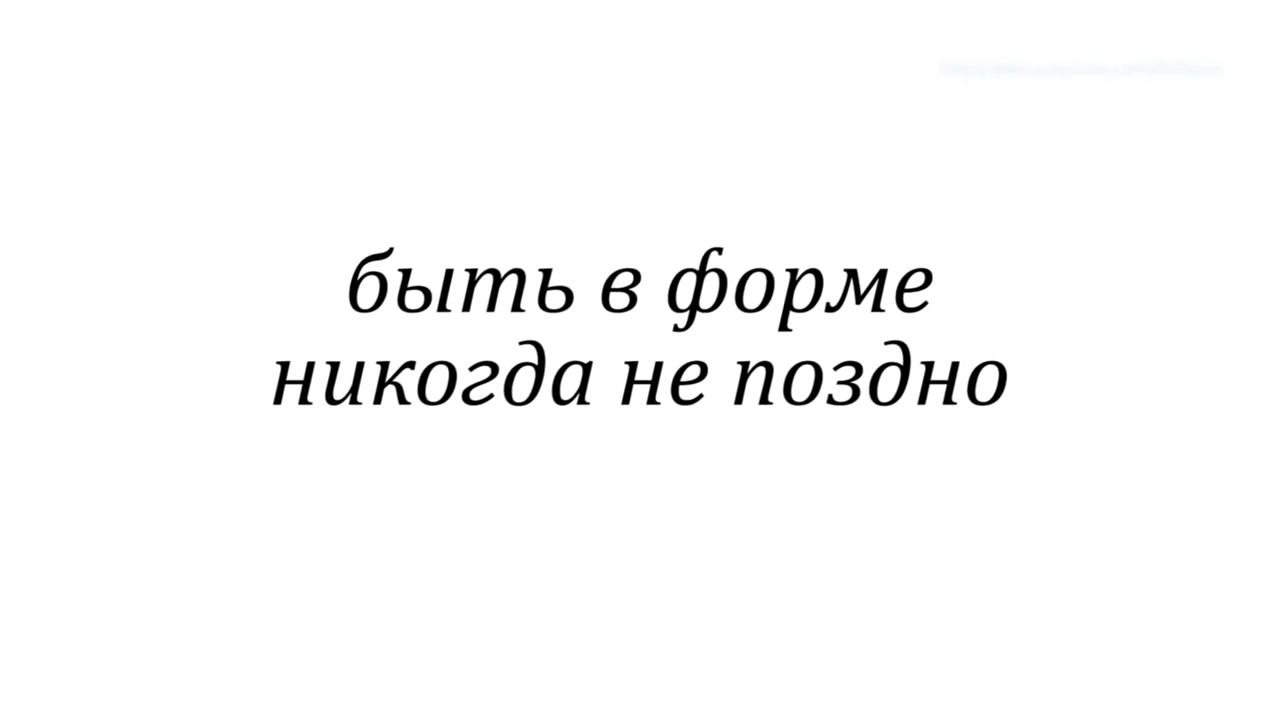 быть в форме
никогда не поздно